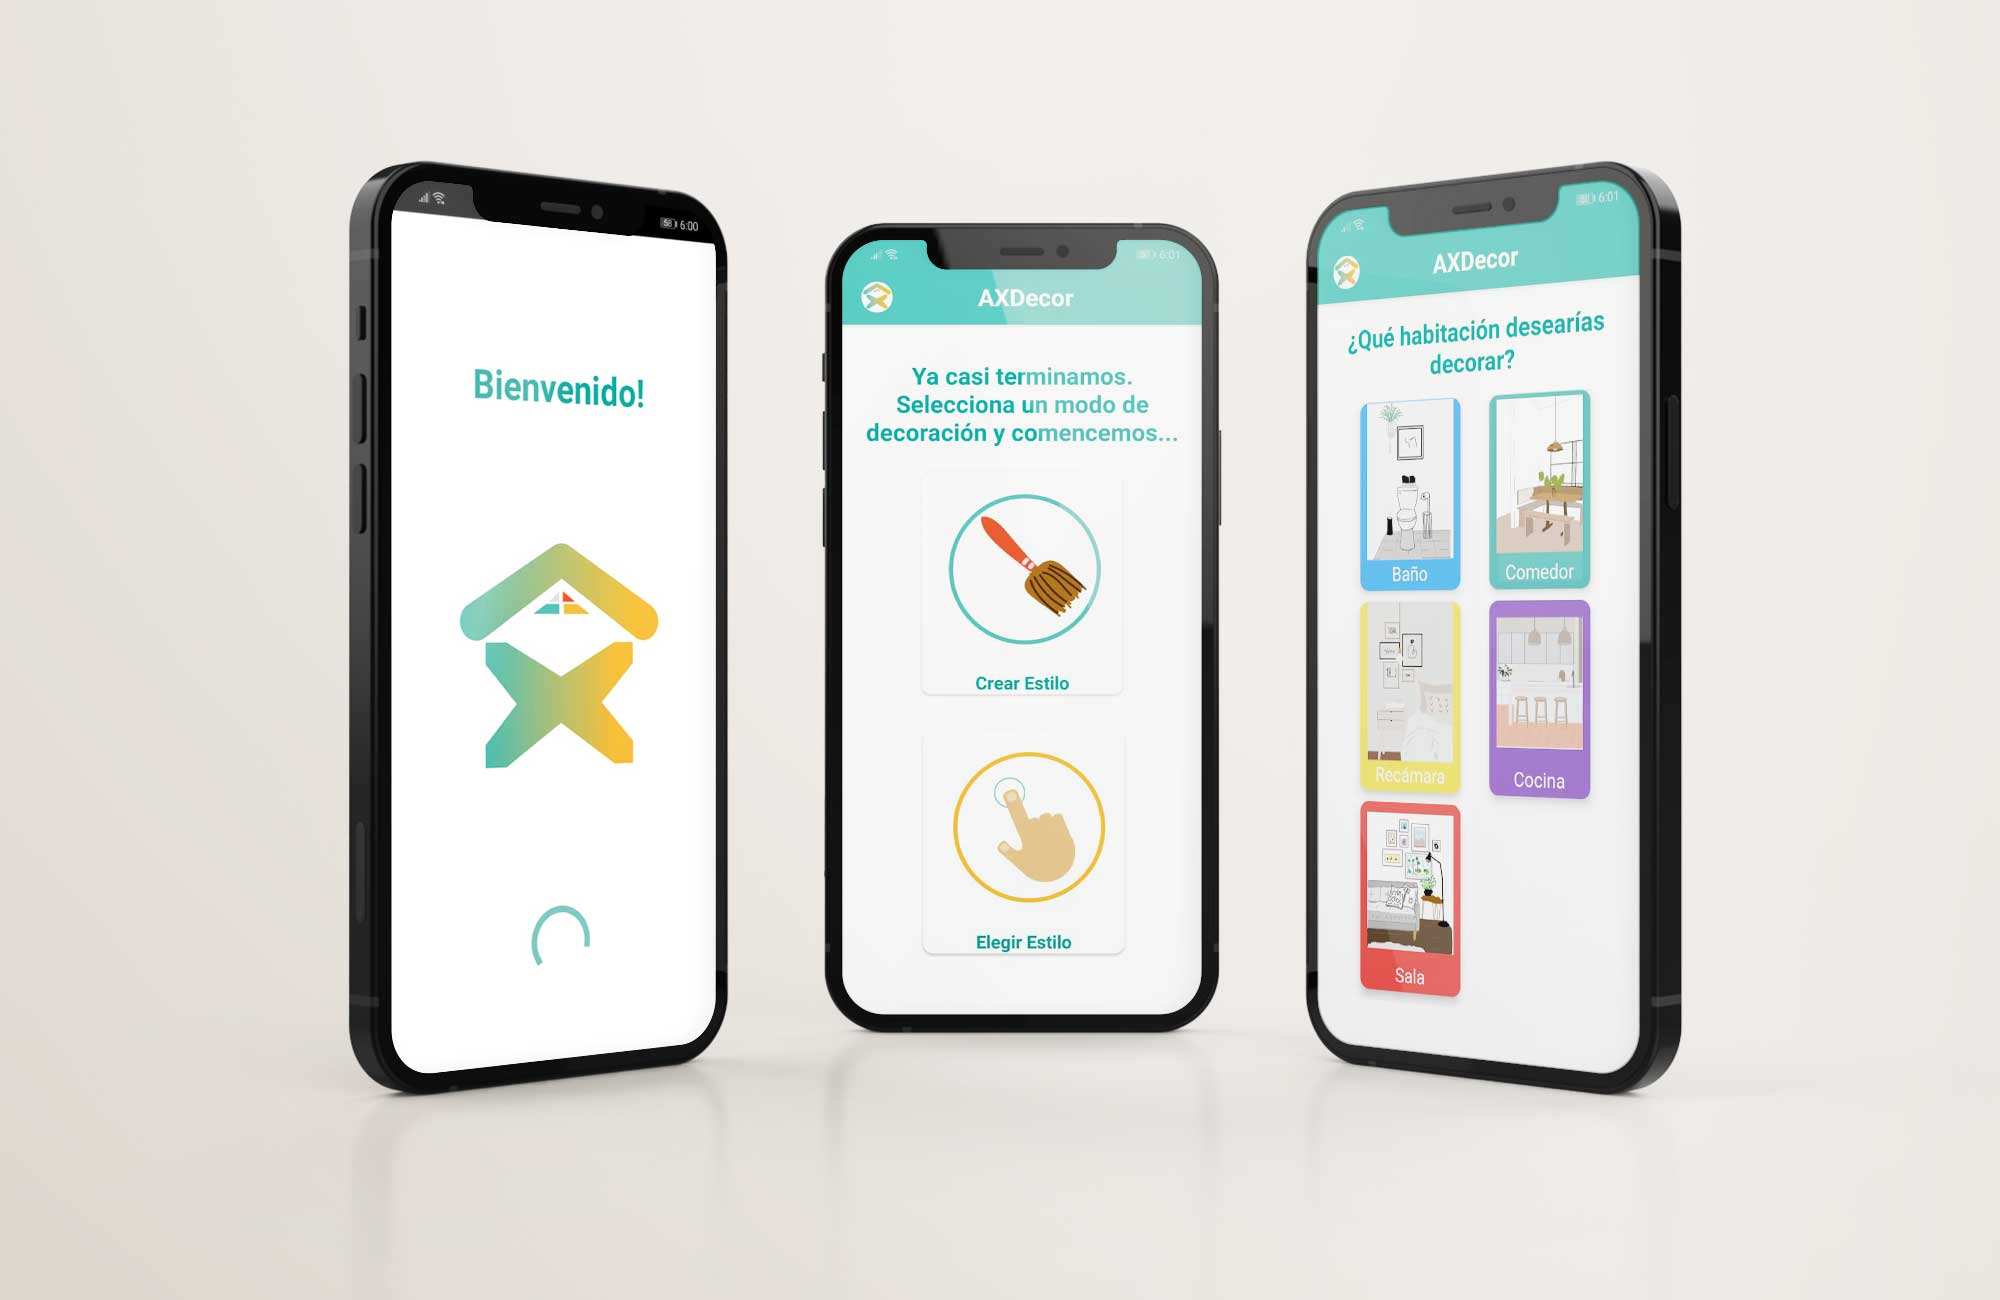 6:00
Bienvenido!
6:01
AXDecor
Ya casi terminamos.
Selecciona un modo de
decoración y comencemos...
Crear Estilo
Elegir Estilo
6:01
AXDecor
¿Qué habitación desearías
decorar?
Baño
Comedor
Recámara
Cocina
Sala